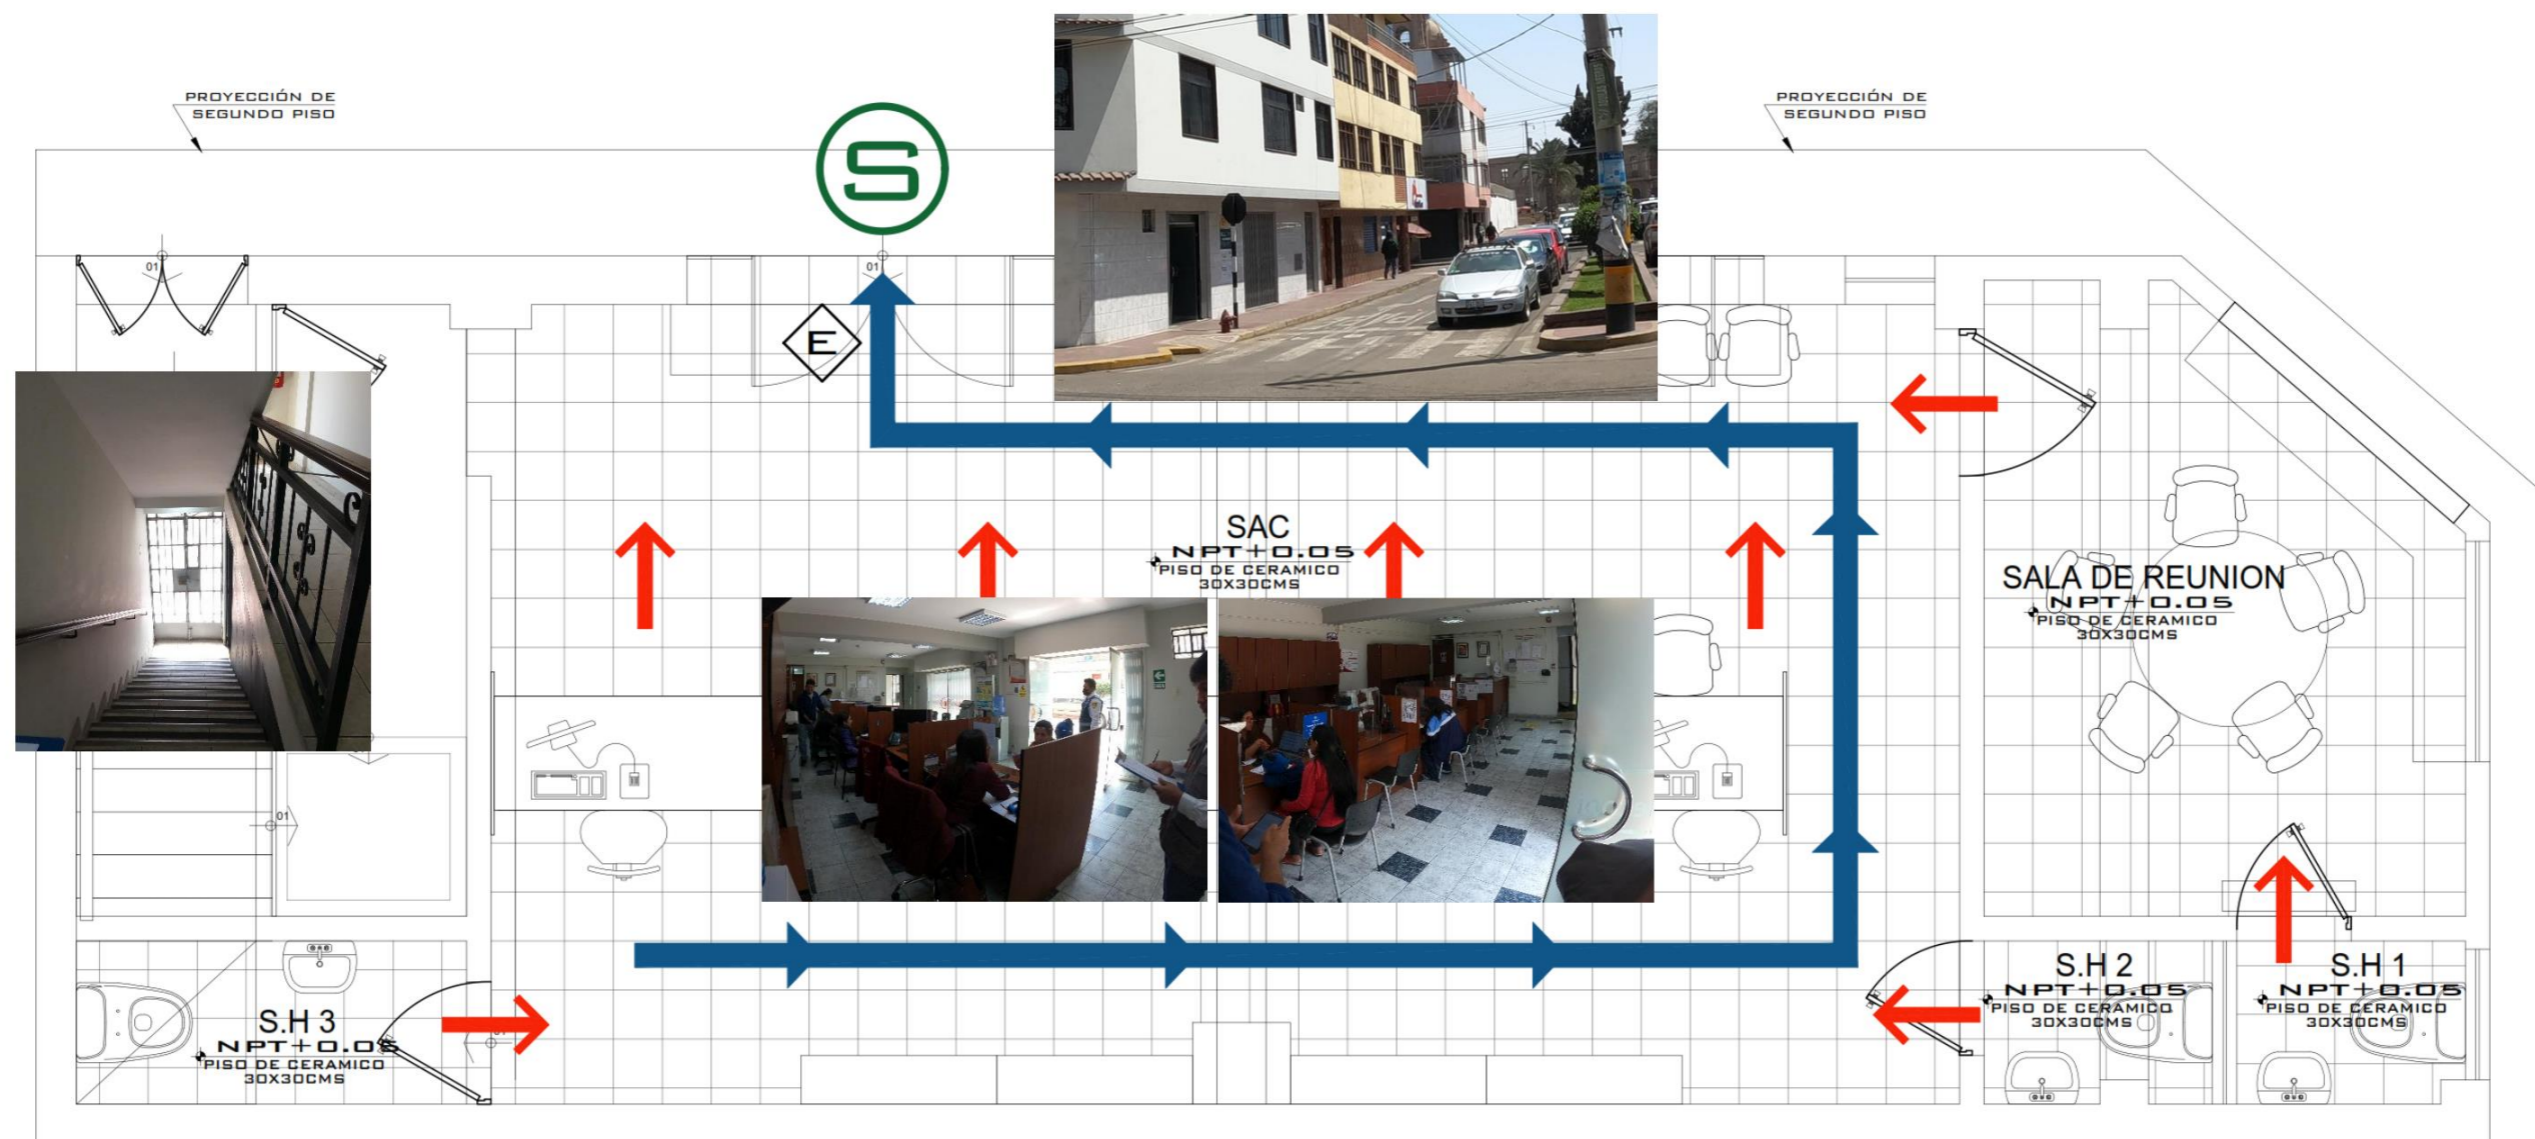 PROYECCIÓN DE
SEGUNDO PISO
PROYECCIÓN DE
SEGUNDO PISO
S
01
01
E
SAC
NPT+0.05
PISO DE CERAMICO
30X30CMS
SALA DE REUNION
NPT+0.05
PISO DE CERAMICO
30X30CMS
01
S.H 3
NPT+0.05
PISO DE CERAMICO
30X30CMS
S.H 2
NPT+0.05
PISO DE CERAMICO
30X30CMS
S.H 1
NPT+0.05
PISO DE CERAMICO
30X30CMS